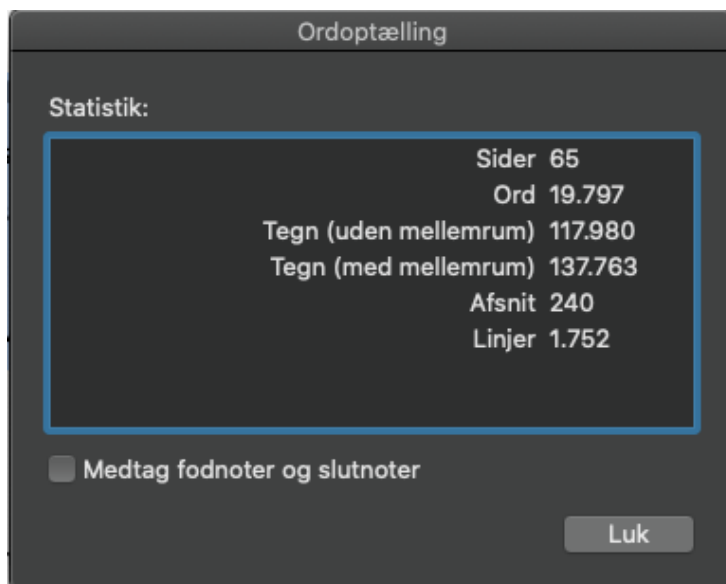 Ordoptælling
Statistik:
Sider 65
Ord 19.797
Tegn (uden mellemrum) 117.980
Tegn (med mellemrum) 137.763
Afsnit 240
Linjer 1.752
Medtag fodnoter og slutnoter
Luk